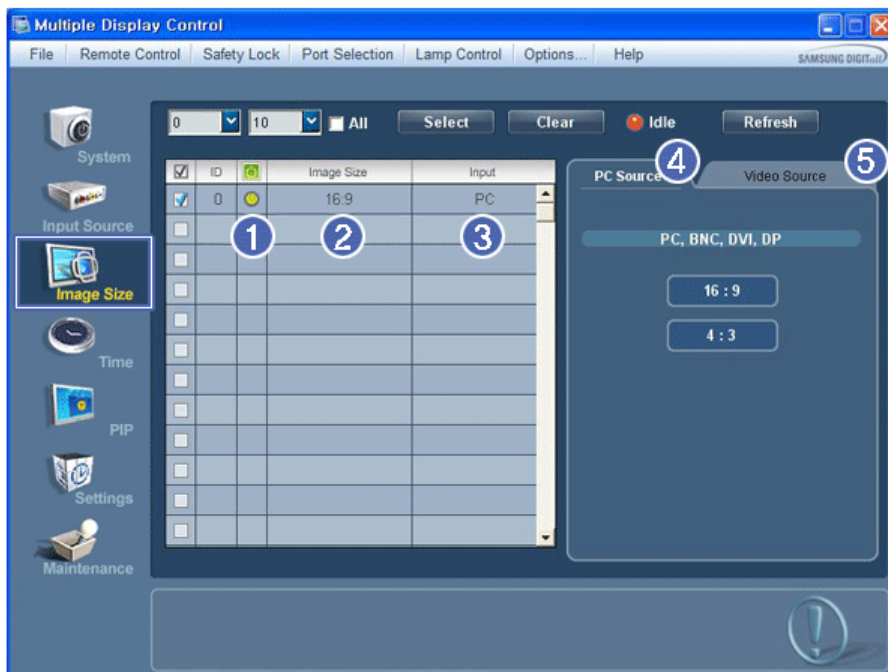 Multiple Display Control
File Remote Control Safety Lock Port Selection Lamp Control Options... Help SAMSUNG DIGITall
0 10 All Select Clear Idle Refresh
System
Input Source
Image Size
Time
PIP
Settings
Maintenance
ID Image Size Input
0 16:9 PC
1 2 3
PC Source 4 Video Source 5
PC, BNC, DVI, DP
16 : 9
4 : 3